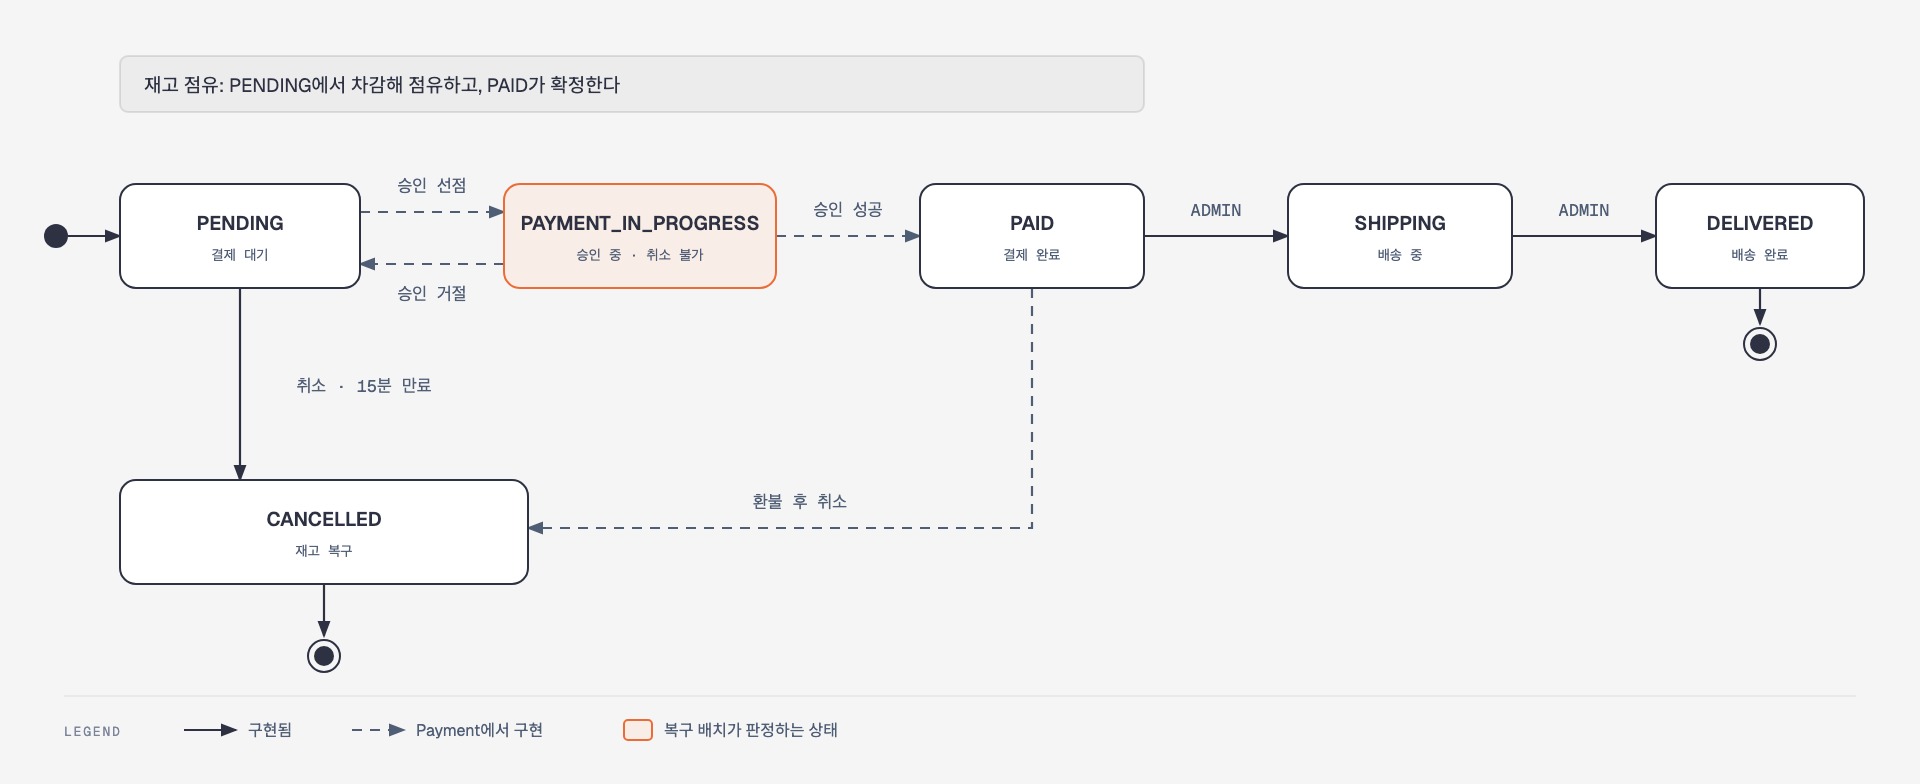 재고 점유: PENDING에서 차감해 점유하고, PAID가 확정한다
PENDING
결제 대기
승인 선점
승인 거절
PAYMENT_IN_PROGRESS
승인 중 · 취소 불가
승인 성공
PAID
결제 완료
ADMIN
SHIPPING
배송 중
ADMIN
DELIVERED
배송 완료
취소 · 15분 만료
CANCELLED
재고 복구
환불 후 취소
LEGEND
구현됨
Payment에서 구현
복구 배치가 판정하는 상태